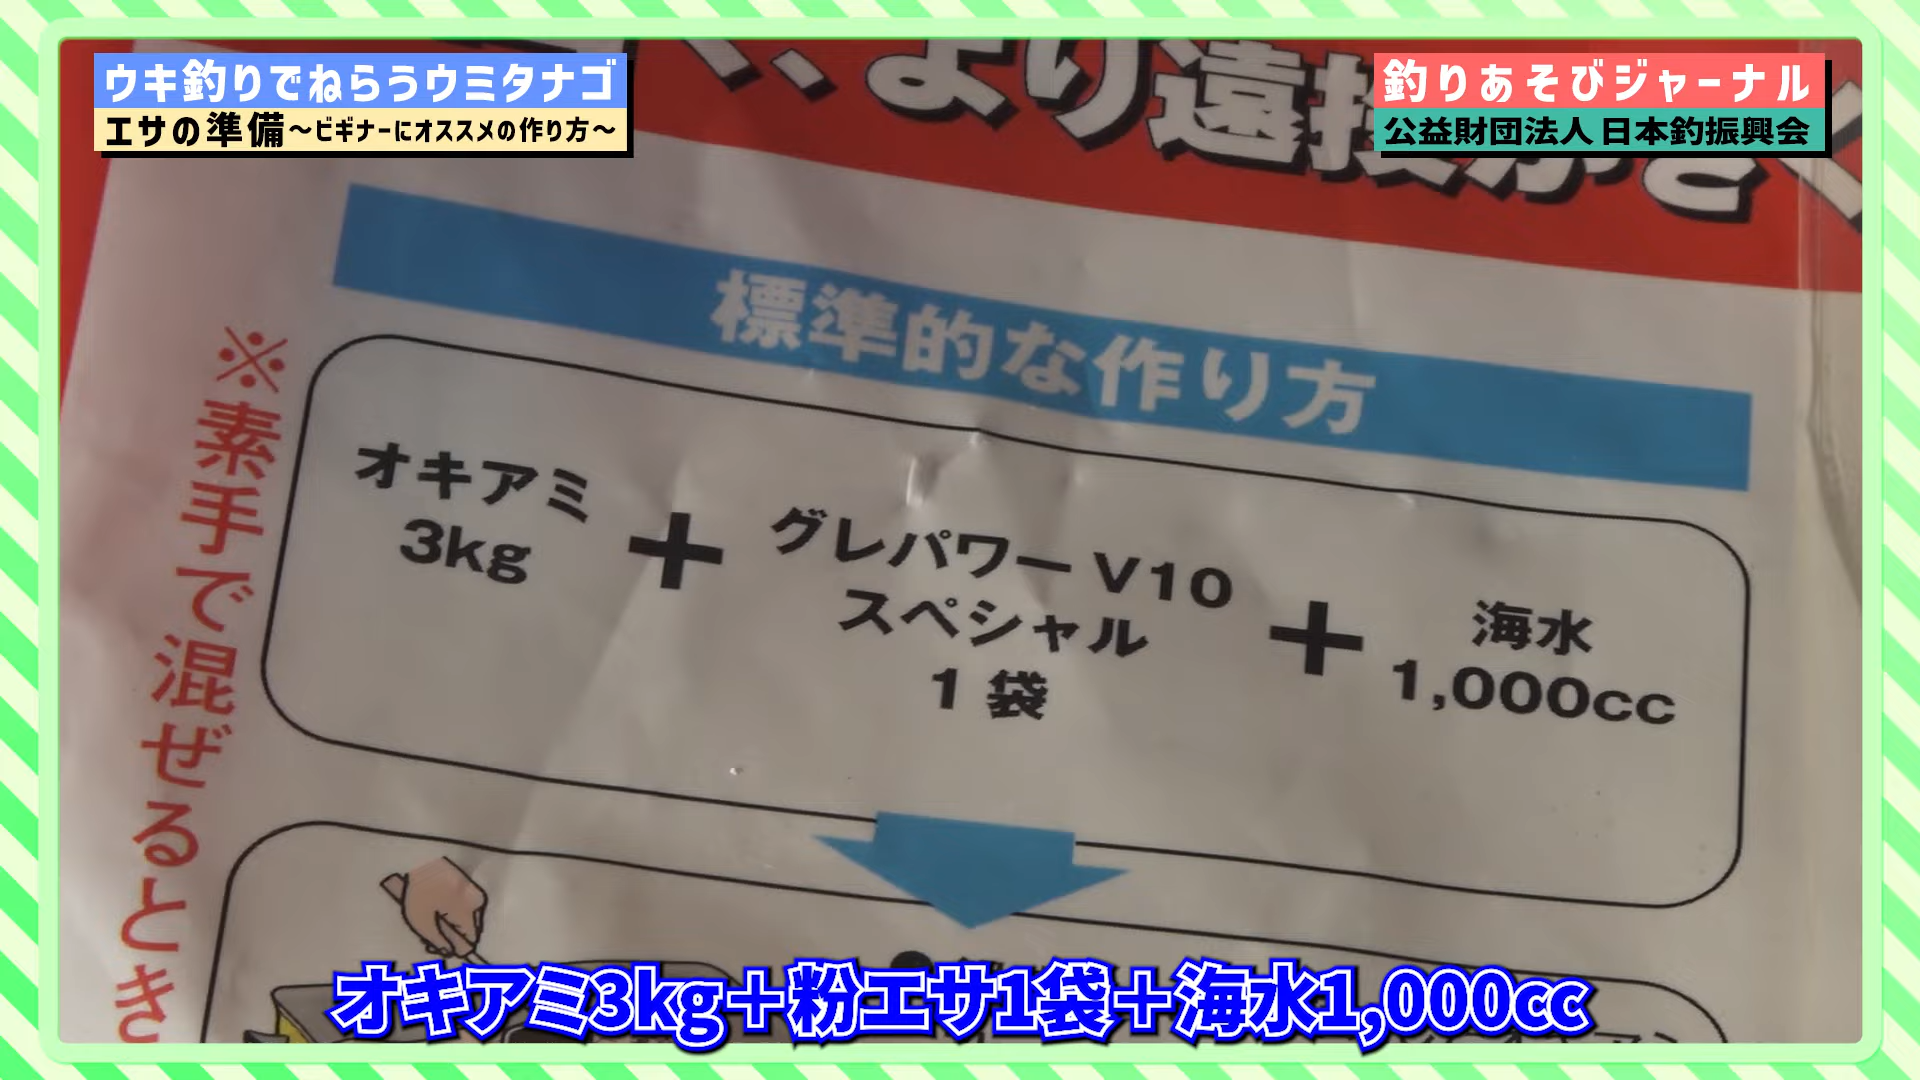 ウキ釣りでねらうウミタナゴ
エサの準備～ビギナーにオススメの作り方～
釣りあそびジャーナル
公益財団法人 日本釣振興会
より遠投がきく
標準的な作り方
※素手で混ぜるとき
オキアミ
3kg
+
グレパワーV10
スペシャル
1袋
+
海水
1,000cc
オキアミ3kg＋粉エサ1袋＋海水1,000cc